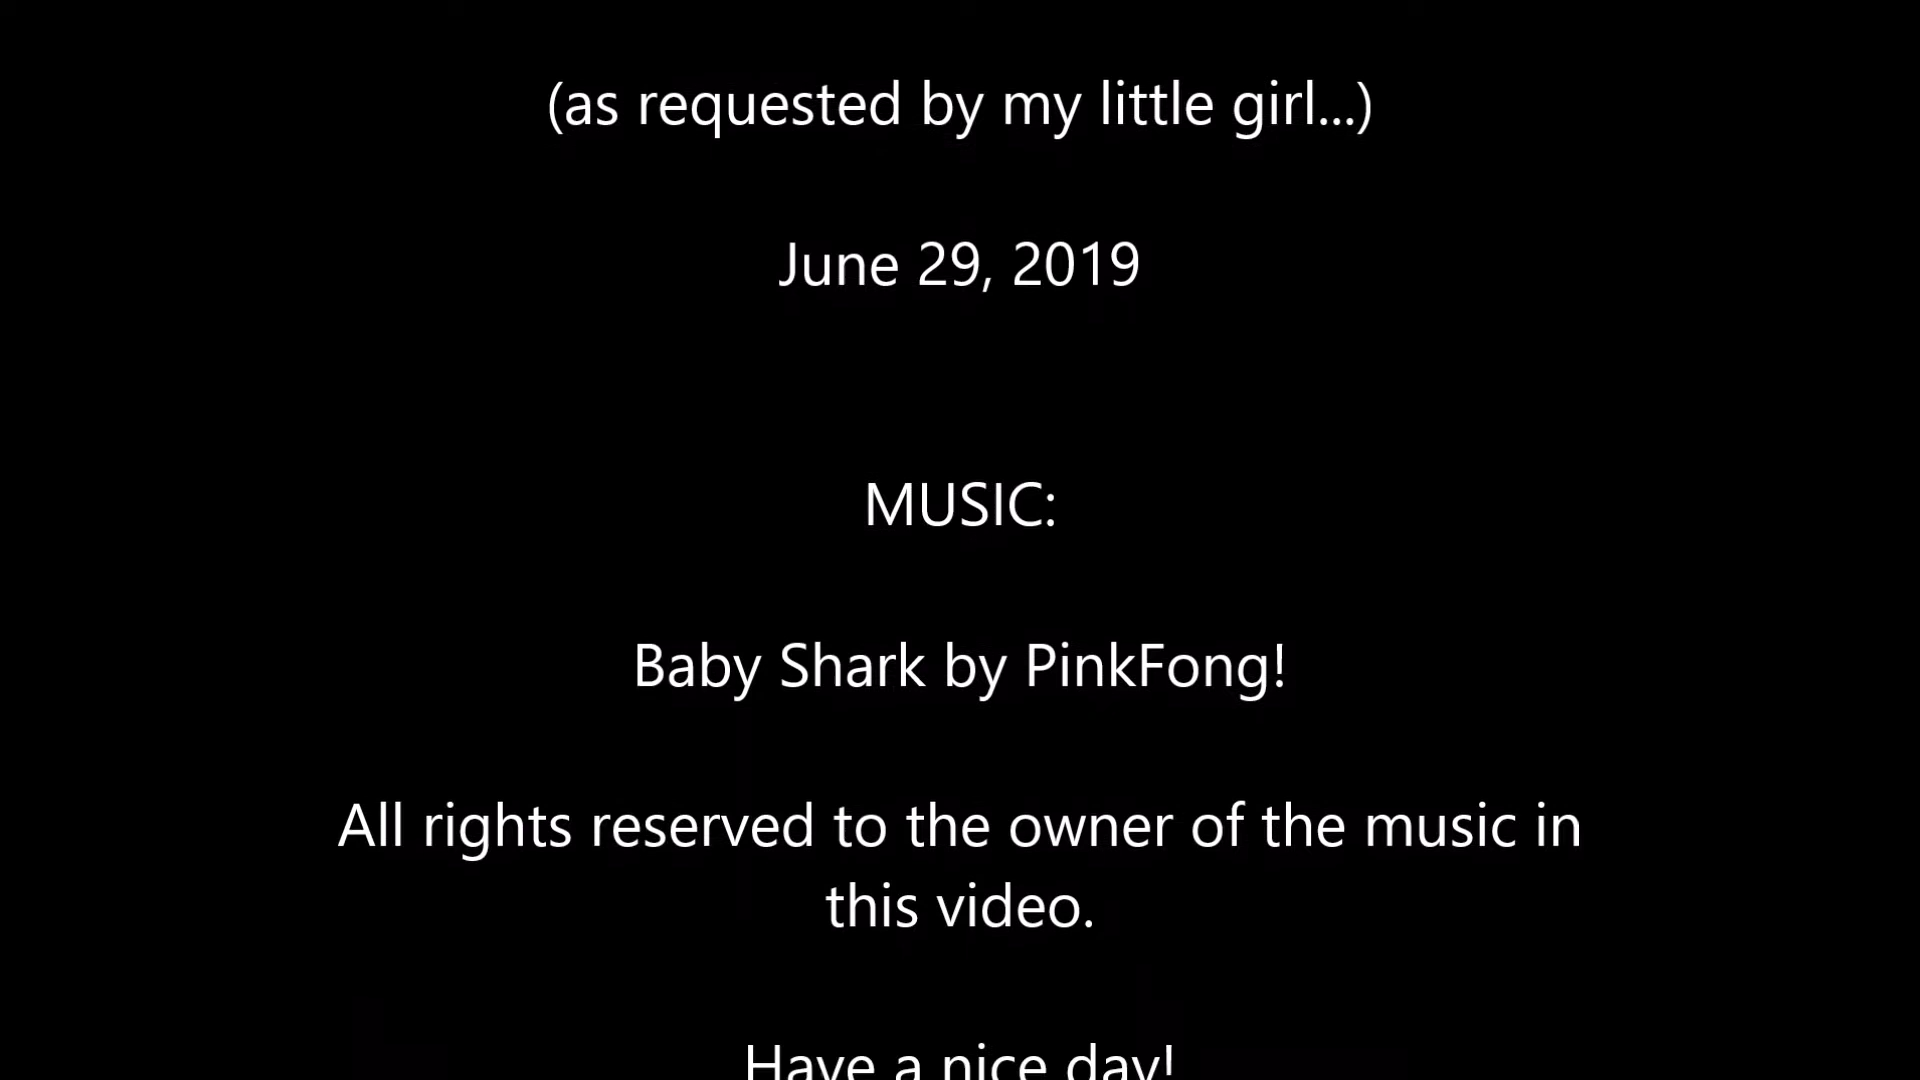 (as requested by my little girl...)
June 29, 2019
MUSIC:
Baby Shark by PinkFong!
All rights reserved to the owner of the music in
this video.
Have a nice day!